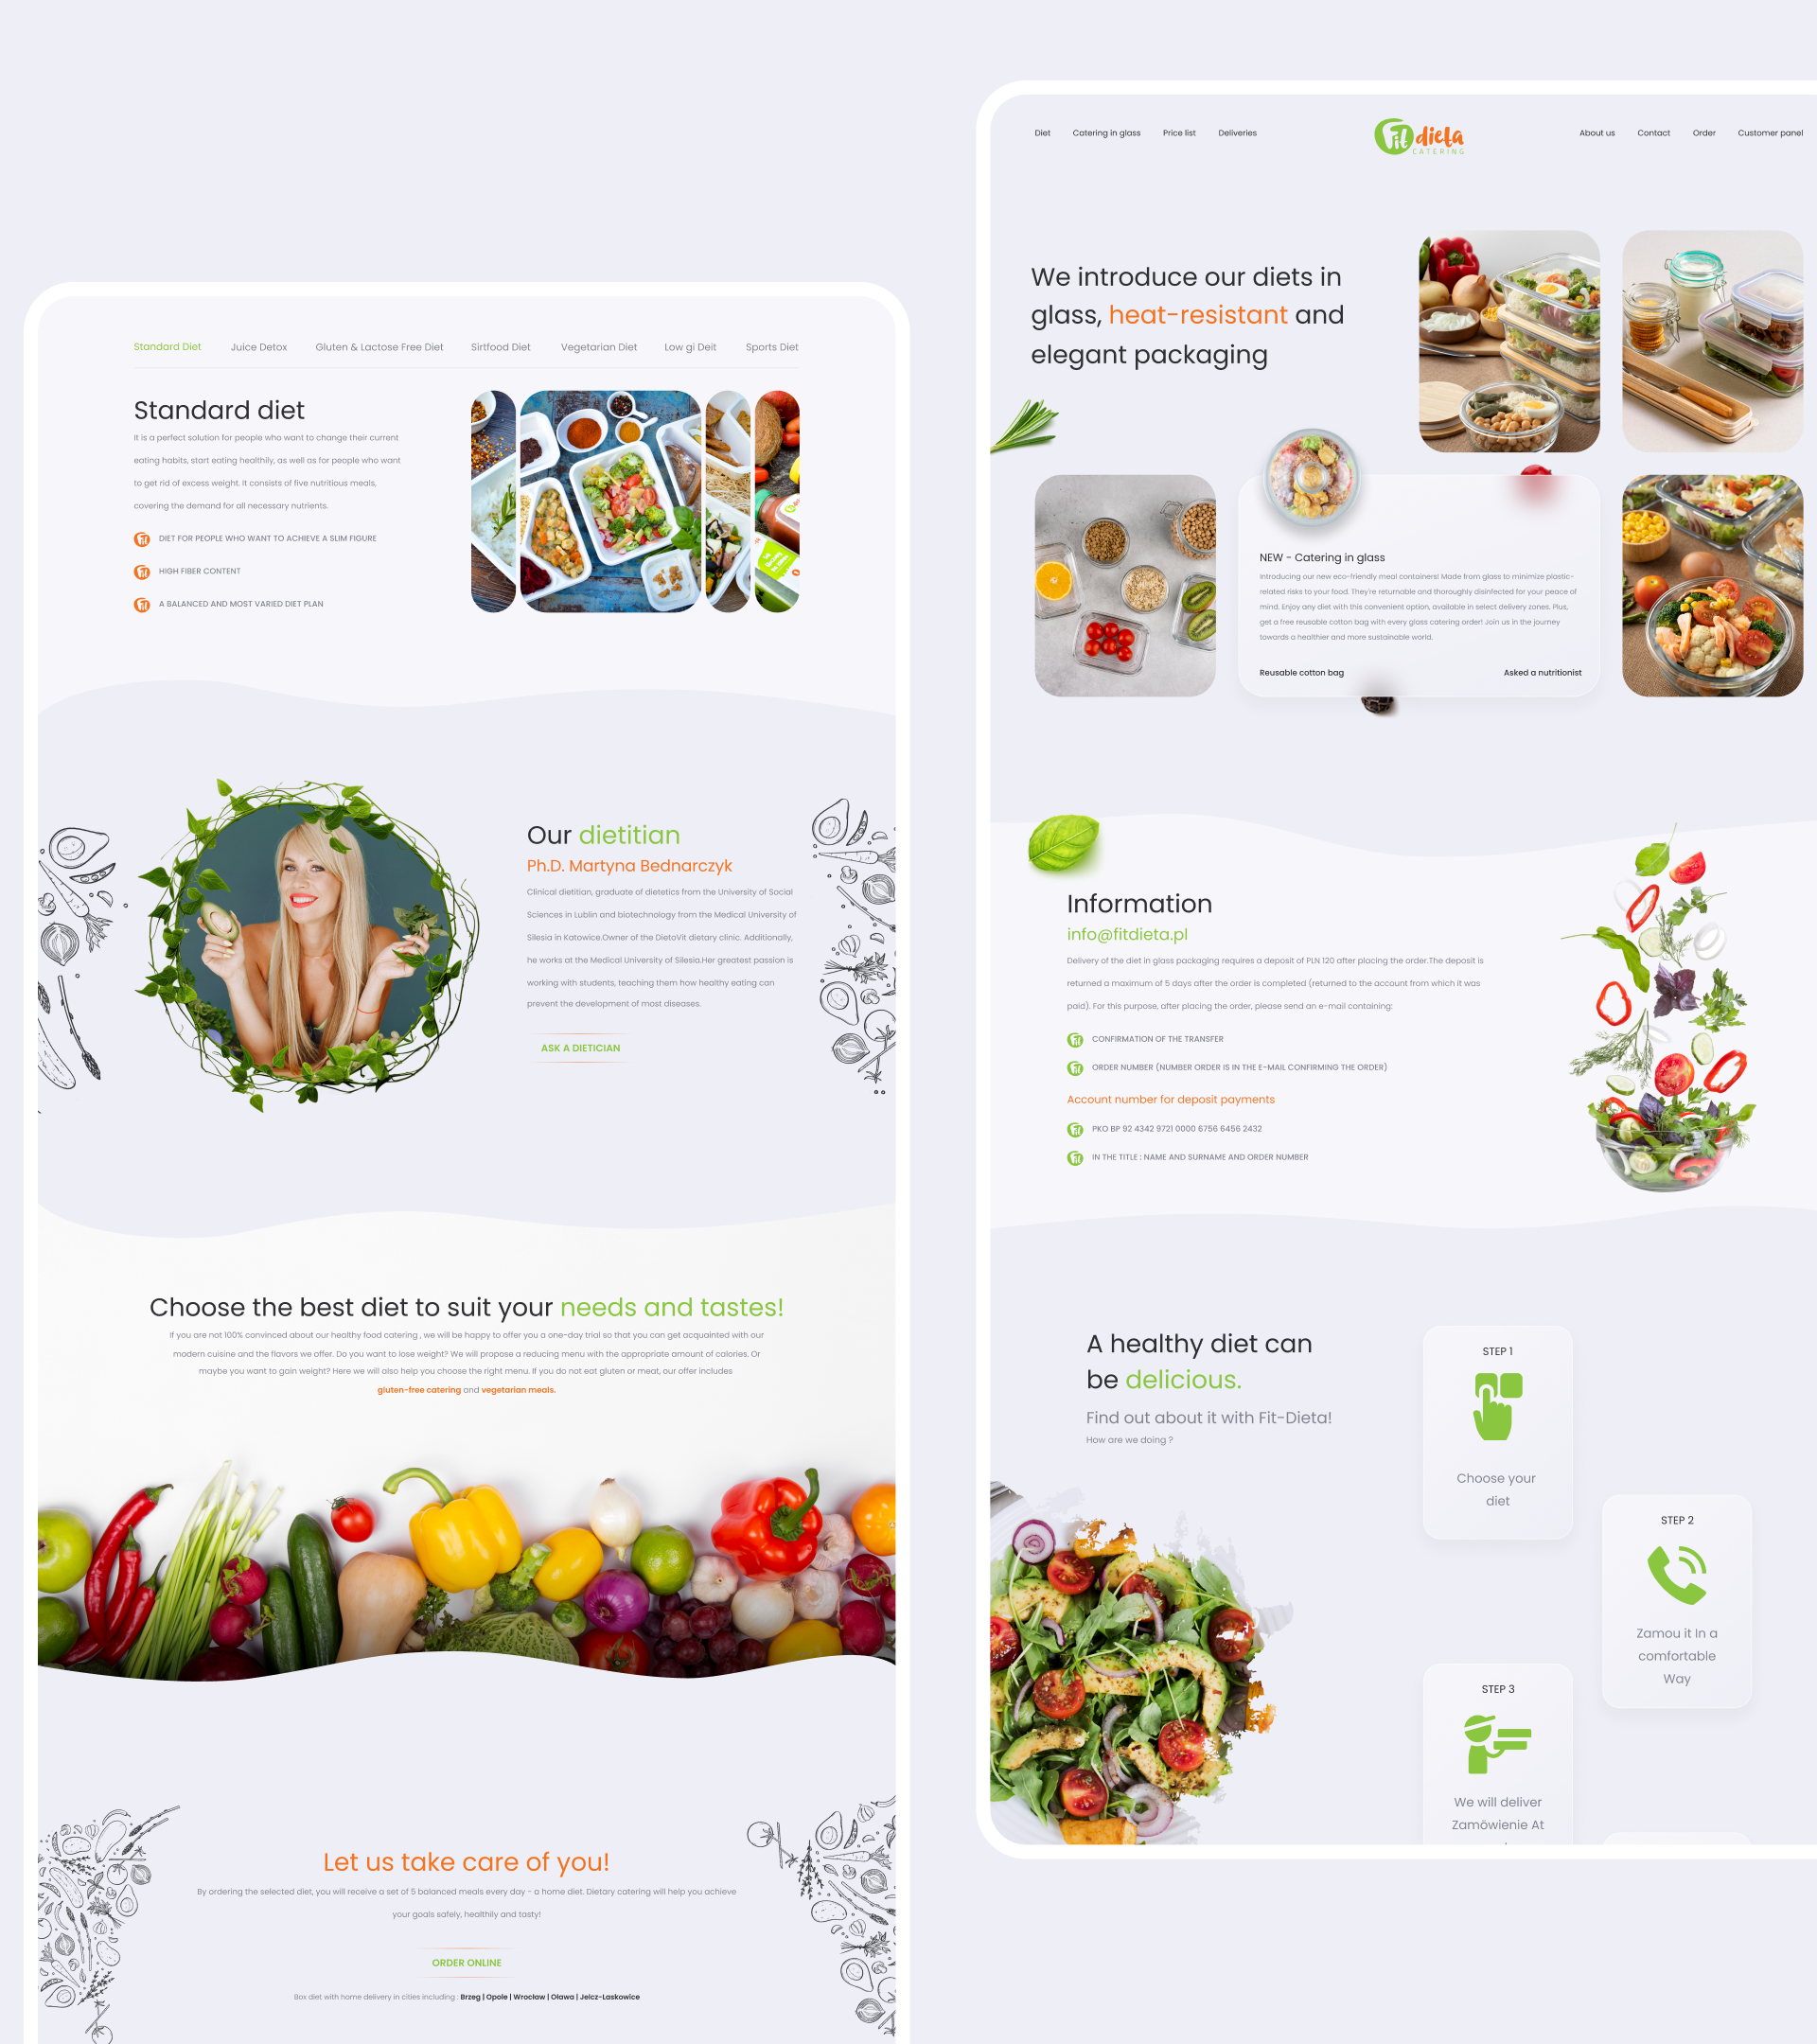 Standard Diet
Juice Detox
Gluten & Lactose Free Diet
Sirtfood Diet
Vegetarian Diet
Low gi Deit
Sports Diet
Standard diet
It is a perfect solution for people who want to change their current
eating habits, start eating healthily, as well as for people who want
to get rid of excess weight. It consists of five nutritious meals,
covering the demand for all necessary nutrients.
Fit DIET FOR PEOPLE WHO WANT TO ACHIEVE A SLIM FIGURE
Fit HIGH FIBER CONTENT
Fit A BALANCED AND MOST VARIED DIET PLAN
Our dietitian
Ph.D. Martyna Bednarczyk
Clinical dietitian, graduate of dietetics from the University of Social
Sciences in Lublin and biotechnology from the Medical University of
Silesia in Katowice.Owner of the DietoVit dietary clinic. Additionally,
he works at the Medical University of Silesia.Her greatest passion is
working with students, teaching them how healthy eating can
prevent the development of most diseases.
ASK A DIETICIAN
Choose the best diet to suit your needs and tastes!
If you are not 100% convinced about our healthy food catering , we will be happy to offer you a one-day trial so that you can get acquainted with our
modern cuisine and the flavors we offer. Do you want to lose weight? We will propose a reducing menu with the appropriate amount of calories. Or
maybe you want to gain weight? Here we will also help you choose the right menu. If you do not eat gluten or meat, our offer includes
gluten-free catering and vegetarian meals.
Let us take care of you!
By ordering the selected diet, you will receive a set of 5 balanced meals every day - a home diet. Dietary catering will help you achieve
your goals safely, healthily and tasty!
ORDER ONLINE
Box diet with home delivery in cities including : Brzeg | Opole | Wrocław | Oława | Jelcz-Laskowice
Diet
Catering in glass
Price list
Deliveries
Fit dieta
CATERING
About us
Contact
Order
Customer panel
We introduce our diets in
glass, heat-resistant and
elegant packaging
NEW - Catering in glass
Introducing our new eco-friendly meal containers! Made from glass to minimize plastic-
related risks to your food. They're returnable and thoroughly disinfected for your peace of
mind. Enjoy any diet with this convenient option, available in select delivery zones. Plus,
get a free reusable cotton bag with every glass catering order! Join us in the journey
towards a healthier and more sustainable world.
Reusable cotton bag
Asked a nutritionist
Information
info@fitdieta.pl
Delivery of the diet in glass packaging requires a deposit of PLN 120 after placing the order.The deposit is
returned a maximum of 5 days after the order is completed (returned to the account from which it was
paid). For this purpose, after placing the order, please send an e-mail containing:
Fit CONFIRMATION OF THE TRANSFER
Fit ORDER NUMBER (NUMBER ORDER IS IN THE E-MAIL CONFIRMING THE ORDER)
Account number for deposit payments
Fit PKO BP 92 4342 9721 0000 6756 6456 2432
Fit IN THE TITLE : NAME AND SURNAME AND ORDER NUMBER
A healthy diet can
be delicious.
Find out about it with Fit-Dieta!
How are we doing ?
STEP 1
Choose your
diet
STEP 2
Zamou it In a
comfortable
Way
STEP 3
We will deliver
Zamówienie At